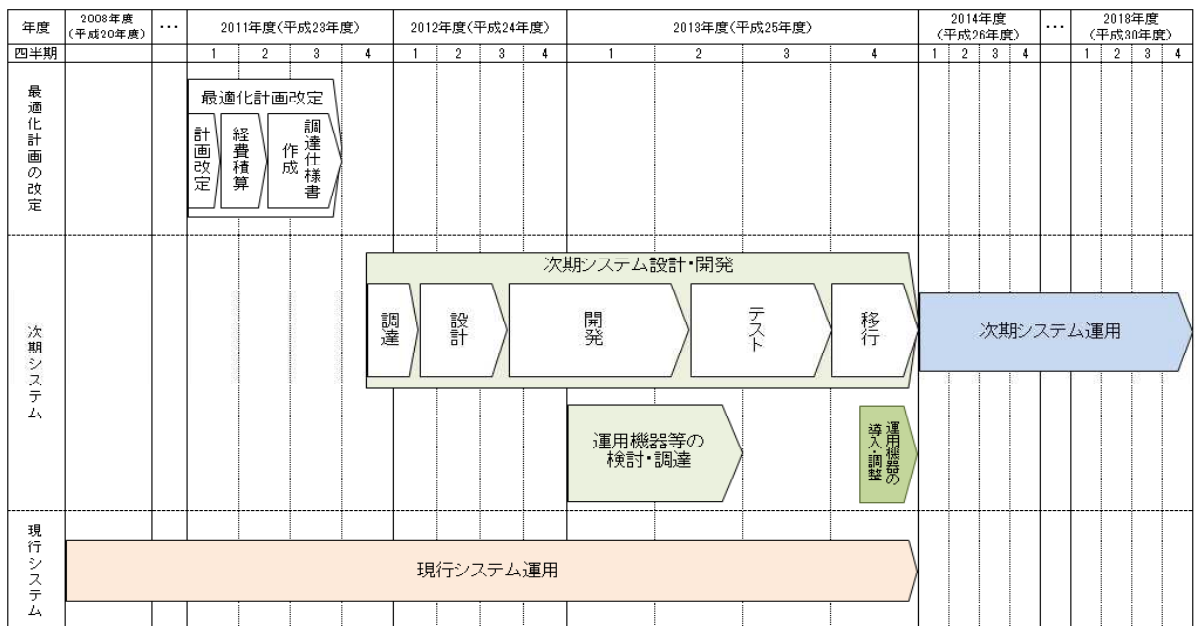 年度
2008年度
(平成20年度)
…
2011年度(平成23年度)
2012年度(平成24年度)
2013年度(平成25年度)
2014年度
(平成26年度)
…
2018年度
(平成30年度)
四半期
1 2 3 4 1 2 3 4 1 2 3 4 1 2 3 4 1 2 3 4
最適化計画の改定
最適化計画改定
計画改定
経費積算
調達仕様書
作成
次期システム
次期システム設計・開発
調達
設計
開発
テスト
移行
次期システム運用
運用機器等の
検討・調達
運用機器の
導入・調整
現行システム
現行システム運用